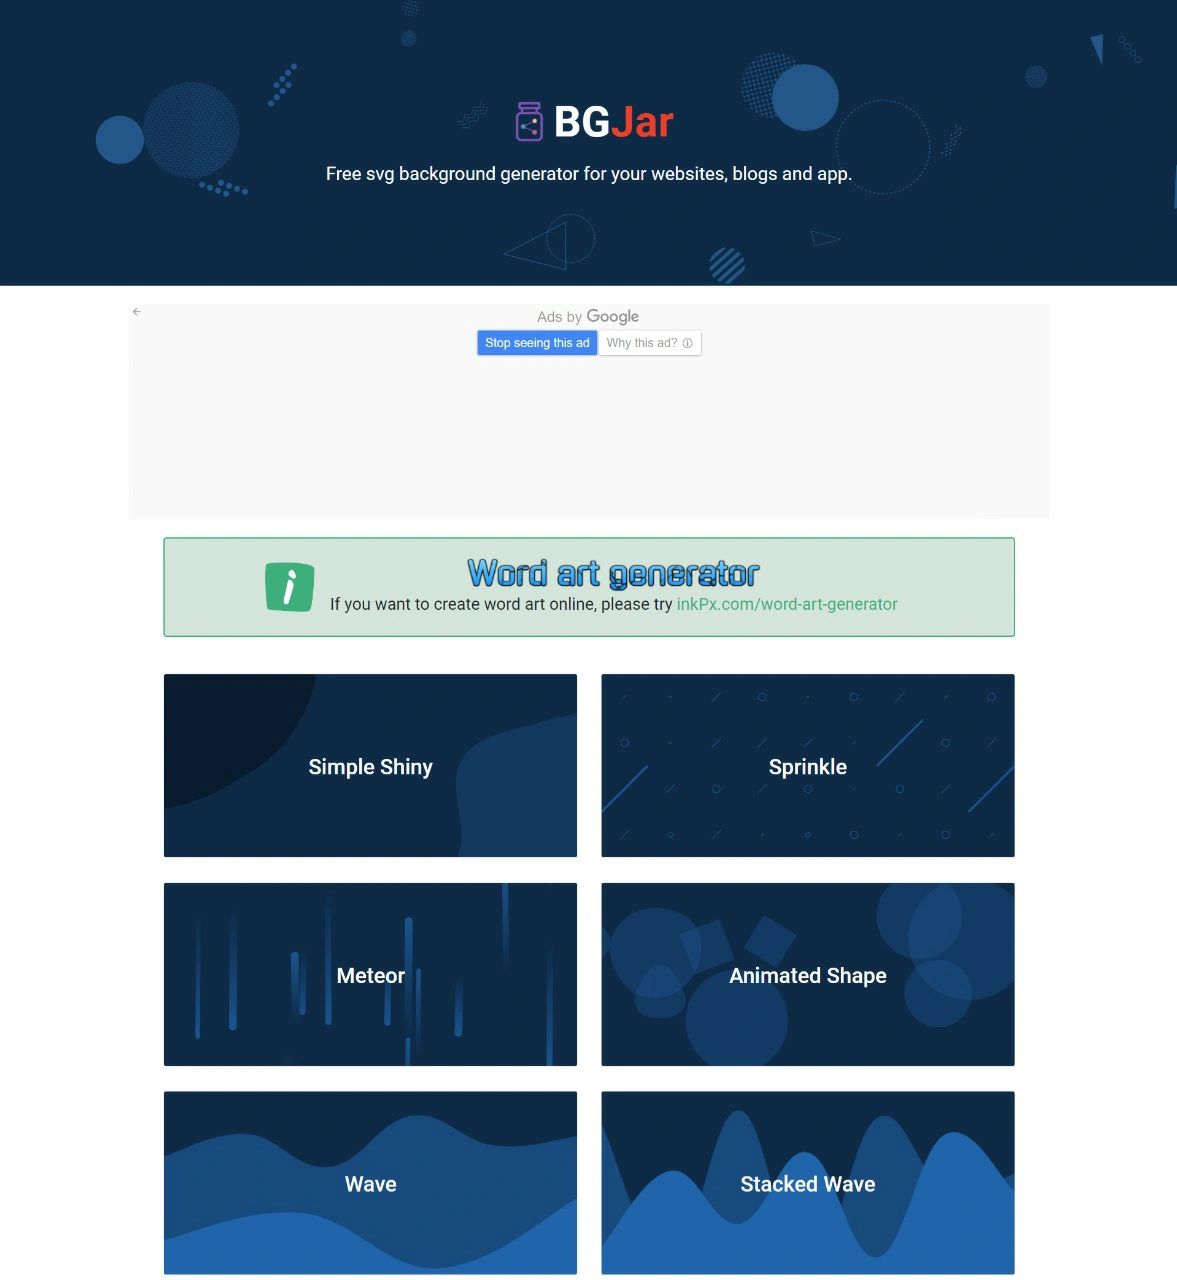 BGJar
Free svg background generator for your websites, blogs and app.
Ads by Google
Stop seeing this ad
Why this ad?
Word art generator
If you want to create word art online, please try inkPx.com/word-art-generator
Simple Shiny
Sprinkle
Meteor
Animated Shape
Wave
Stacked Wave